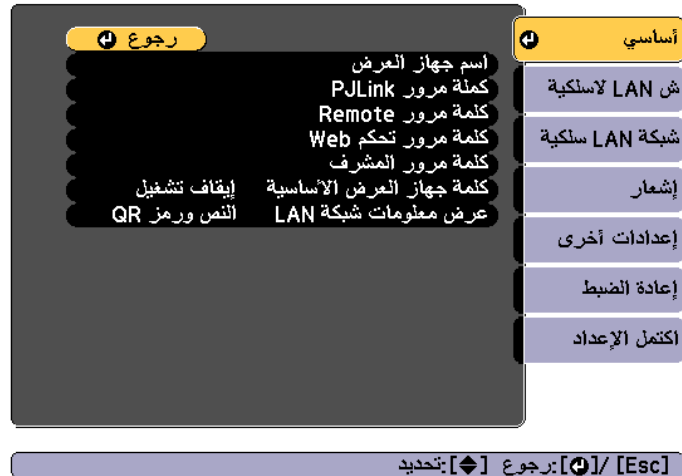 أساسي
ش LAN لاسلكية
شبكة LAN سلكية
إشعار
إعدادات أخرى
إعادة الضبط
اكتمل الإعداد
رجوع
اسم جهاز العرض
كملة مرور PJLink
كلمة مرور Remote
كلمة مرور تحكم Web
كلمة مرور المشرف
كلمة جهاز العرض الأساسية إيقاف تشغيل
عرض معلومات شبكة LAN النص ورمز QR
[Esc] /[⏎]:رجوع [◆]:تحديد